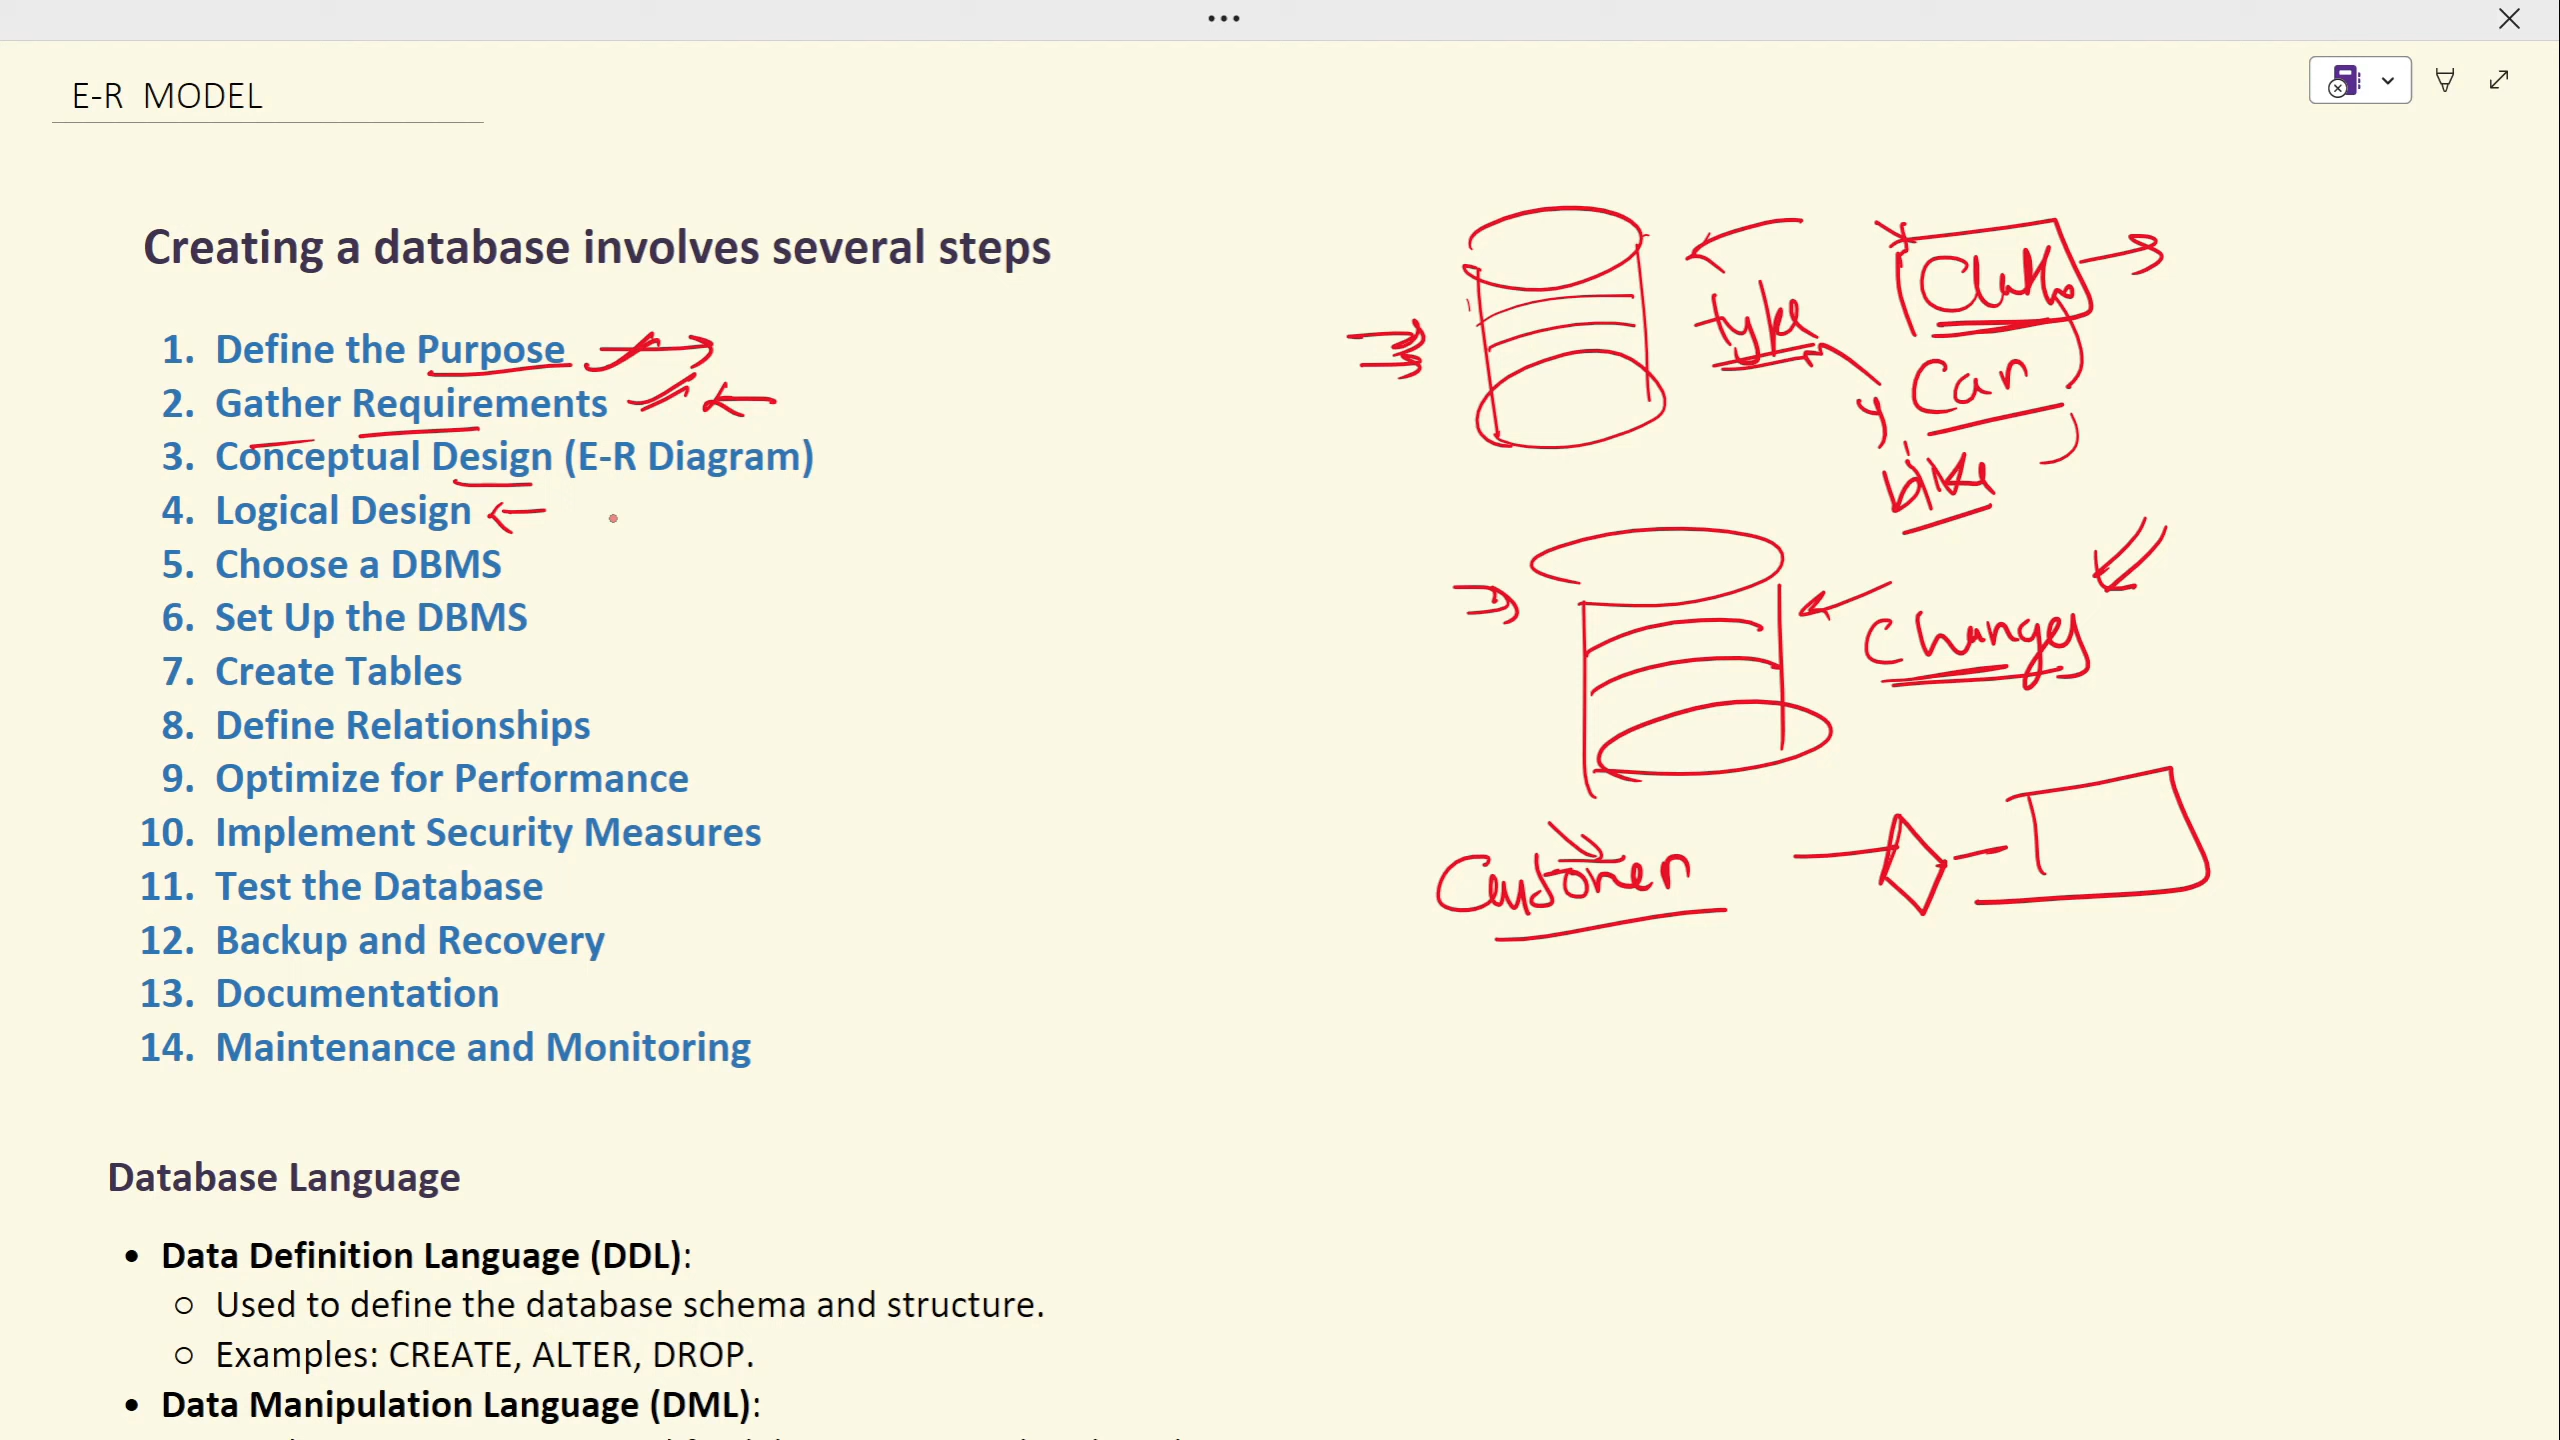 E-R MODEL
Creating a database involves several steps
1. Define the Purpose
2. Gather Requirements
3. Conceptual Design (E-R Diagram)
4. Logical Design
5. Choose a DBMS
6. Set Up the DBMS
7. Create Tables
8. Define Relationships
9. Optimize for Performance
10. Implement Security Measures
11. Test the Database
12. Backup and Recovery
13. Documentation
14. Maintenance and Monitoring
Database Language
• Data Definition Language (DDL):
○ Used to define the database schema and structure.
○ Examples: CREATE, ALTER, DROP.
• Data Manipulation Language (DML):
type
Car
bike
Changes
Customer